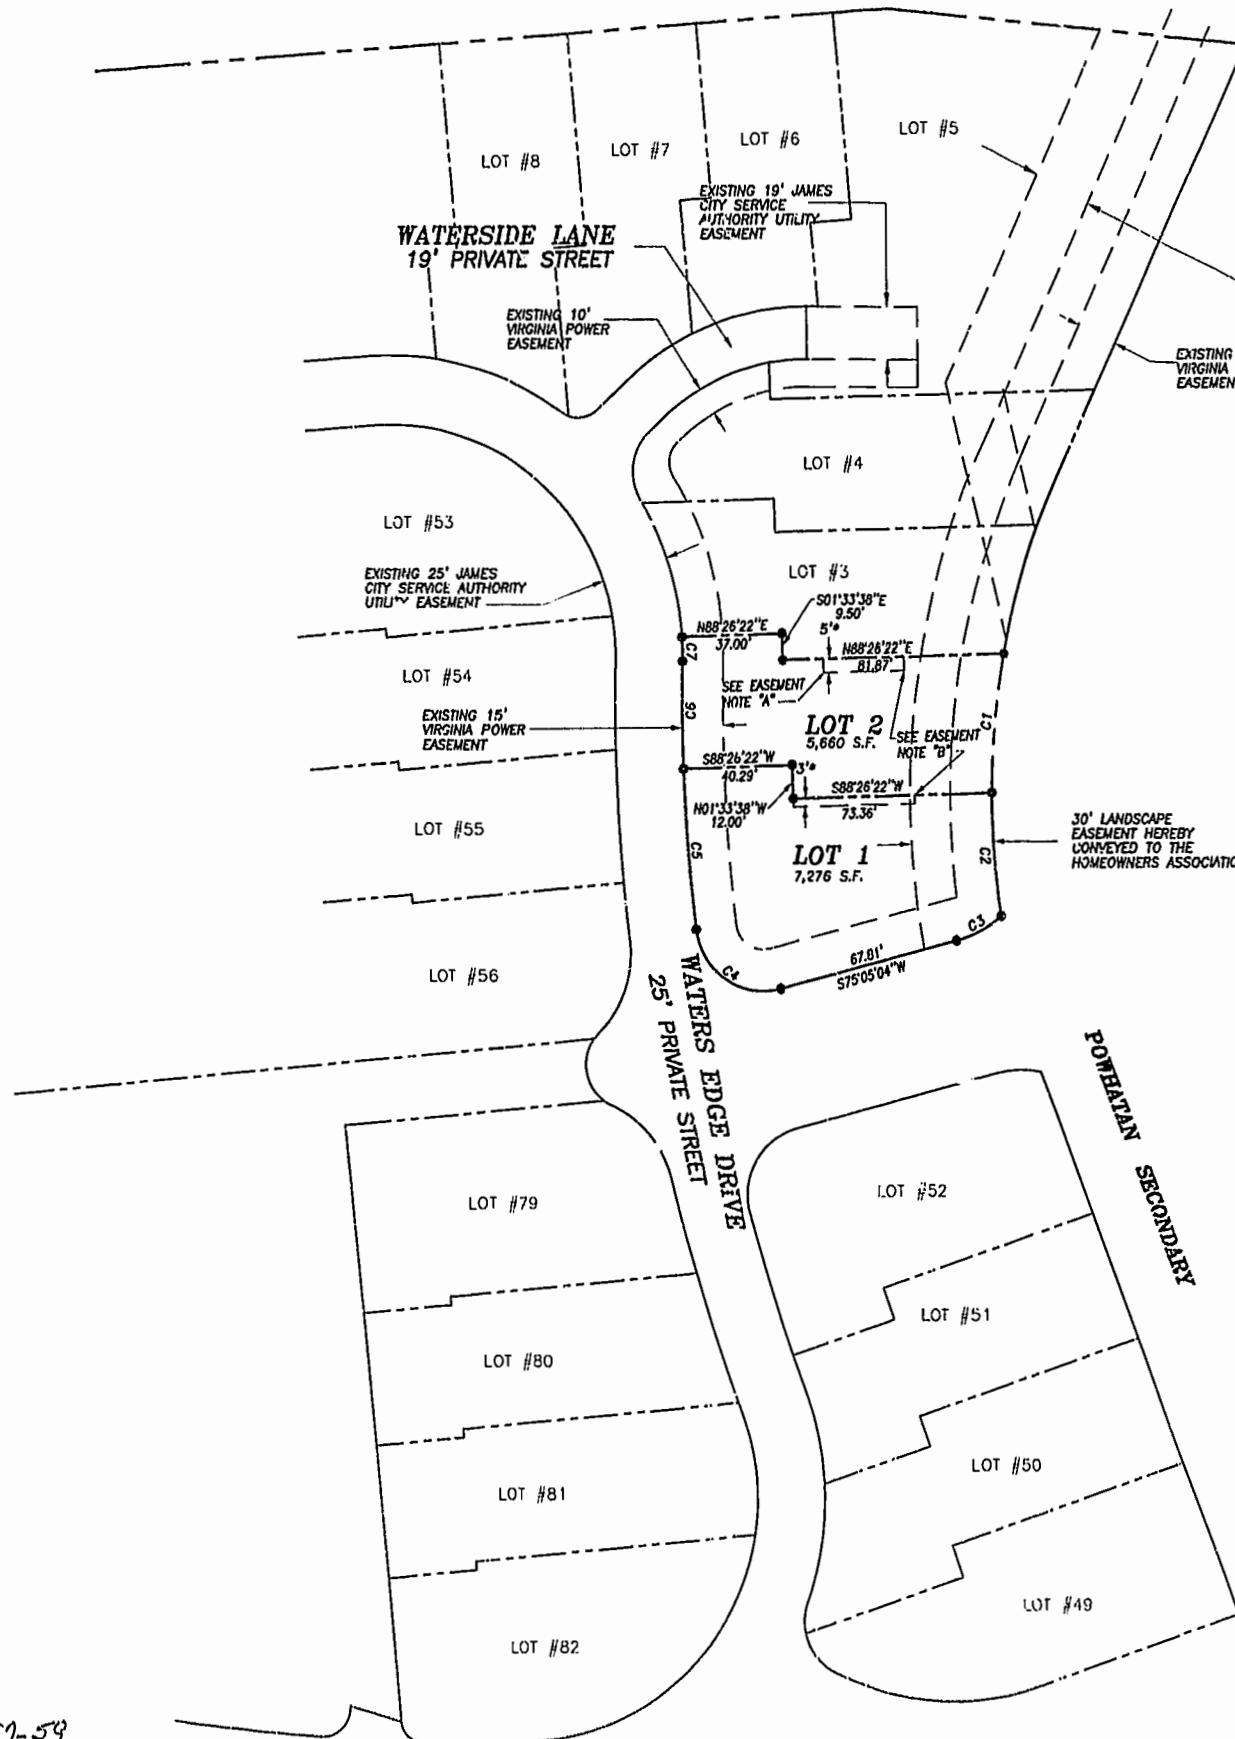 LOT #5
LOT #6
LOT #7
LOT #8
EXISTING 19' JAMES
CITY SERVICE
AUTHORITY UTILITY
EASEMENT
WATERSIDE LANE
19' PRIVATE STREET
EXISTING 10'
VIRGINIA POWER
EASEMENT
EXISTING
VIRGINIA
EASEMEN
LOT #4
LOT #53
EXISTING 25' JAMES
CITY SERVICE AUTHORITY
UTILITY EASEMENT
LOT #3
S01°33'38"E
9.50'
N88°26'22"E
37.00'
5'*
N88°26'22"E
81.87'
C7
LOT #54
SEE EASEMENT
NOTE "A"
C6
C1
EXISTING 15'
VIRGINIA POWER
EASEMENT
LOT 2
5,660 S.F.
SEE EASEMENT
NOTE "B"
S88°26'22"W
40.29'
3'*
S88°26'22"W
73.36'
N01°33'38"W
12.00'
LOT #55
30' LANDSCAPE
EASEMENT HEREBY
CONVEYED TO THE
HOMEOWNERS ASSOCIATIO
C5
C2
LOT 1
7,276 S.F.
C3
C4
67.81'
S75°05'04"W
LOT #56
WATERS EDGE DRIVE
25' PRIVATE STREET
POWHATAN SECONDARY
LOT #79
LOT #52
LOT #51
LOT #80
LOT #50
LOT #81
LOT #49
LOT #82